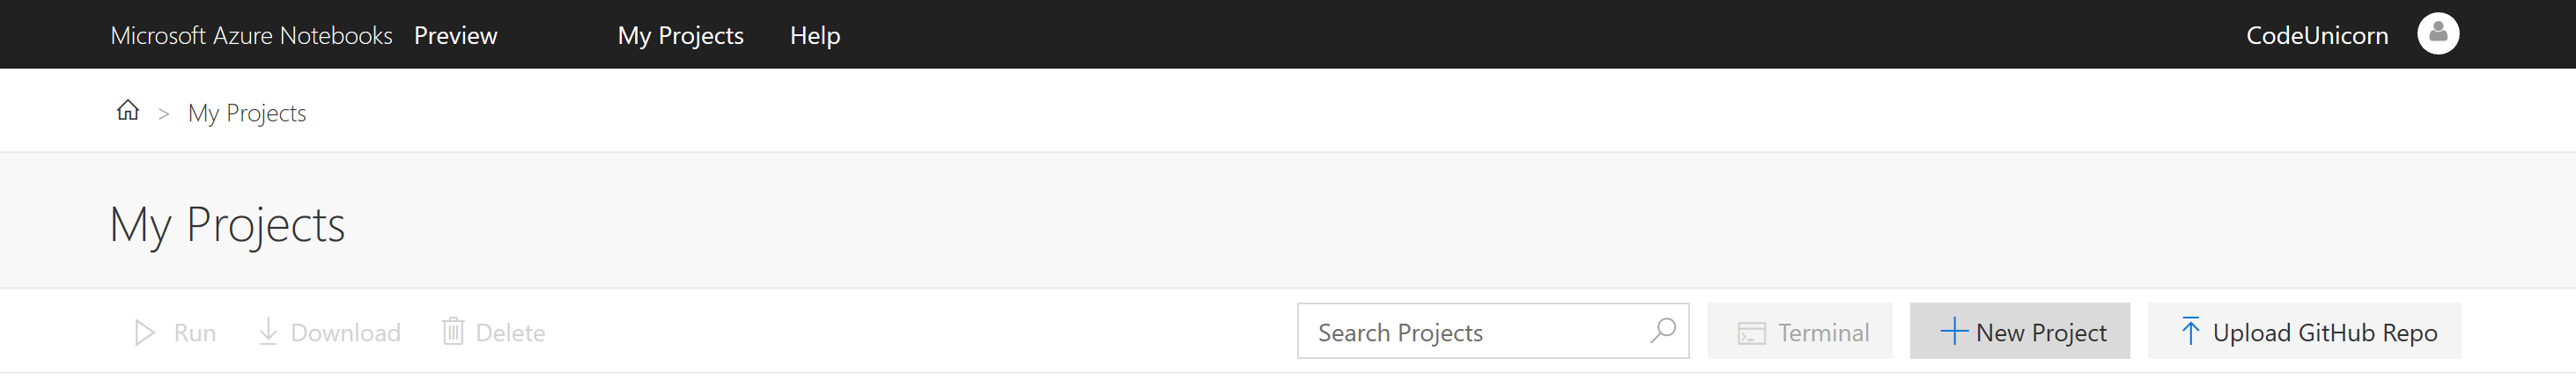 Microsoft Azure Notebooks Preview My Projects Help CodeUnicorn
> My Projects
My Projects
Run Download Delete Search Projects Terminal New Project Upload GitHub Repo